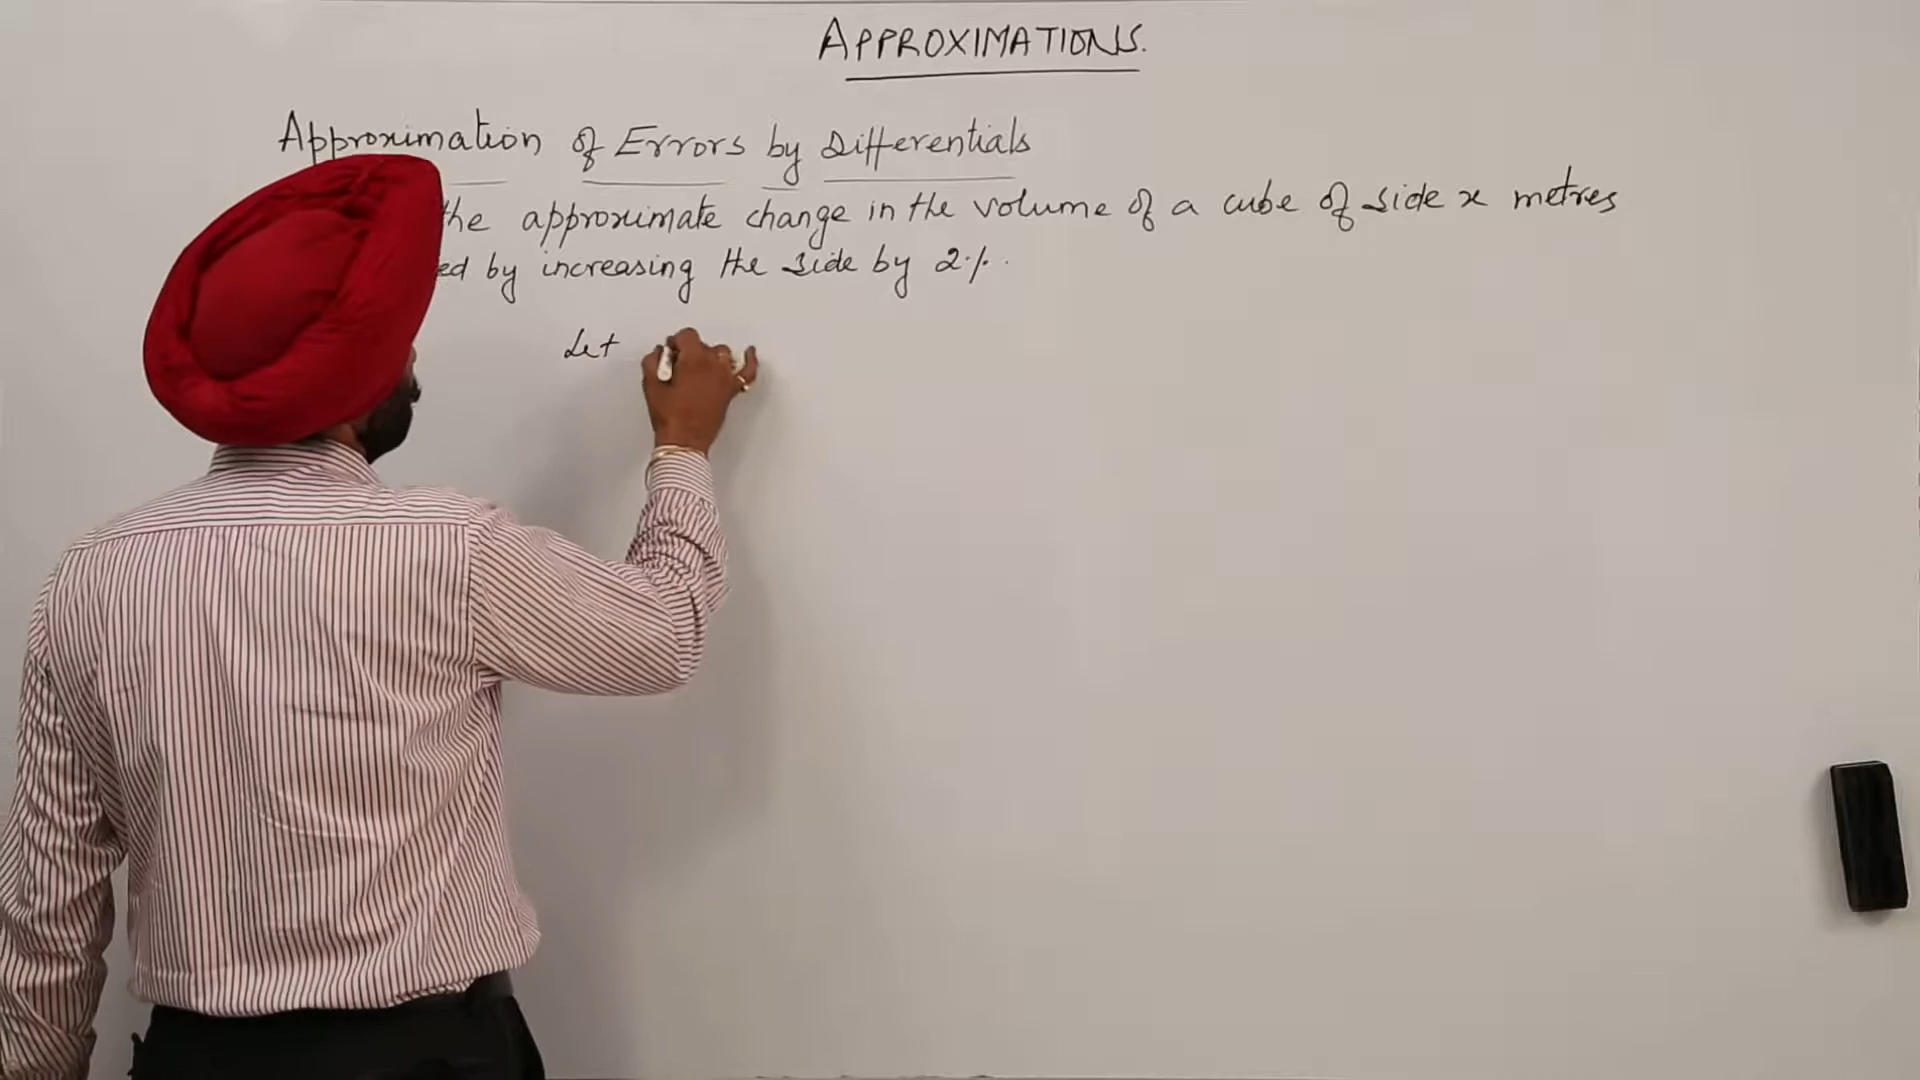 APPROXIMATIONS.
Approximation of Errors by Differentials
the approximate change in the volume of a cube of side x metres
ed by increasing the side by 2%.
Let